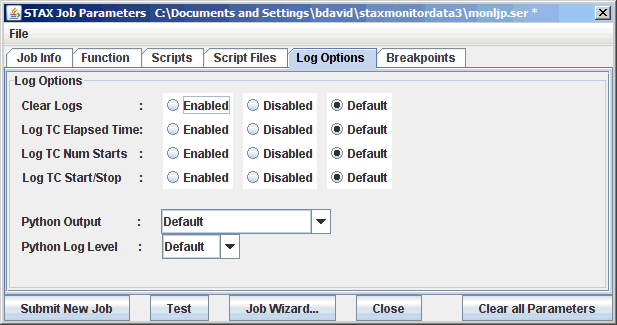 STAX Job Parameters C:\Documents and Settings\bdavid\staxmonitordata3\monljp.ser *
File
Job Info Function Scripts Script Files Log Options Breakpoints
Log Options
Clear Logs : Enabled Disabled Default
Log TC Elapsed Time: Enabled Disabled Default
Log TC Num Starts : Enabled Disabled Default
Log TC Start/Stop : Enabled Disabled Default
Python Output : Default
Python Log Level : Default
Submit New Job Test Job Wizard... Close Clear all Parameters